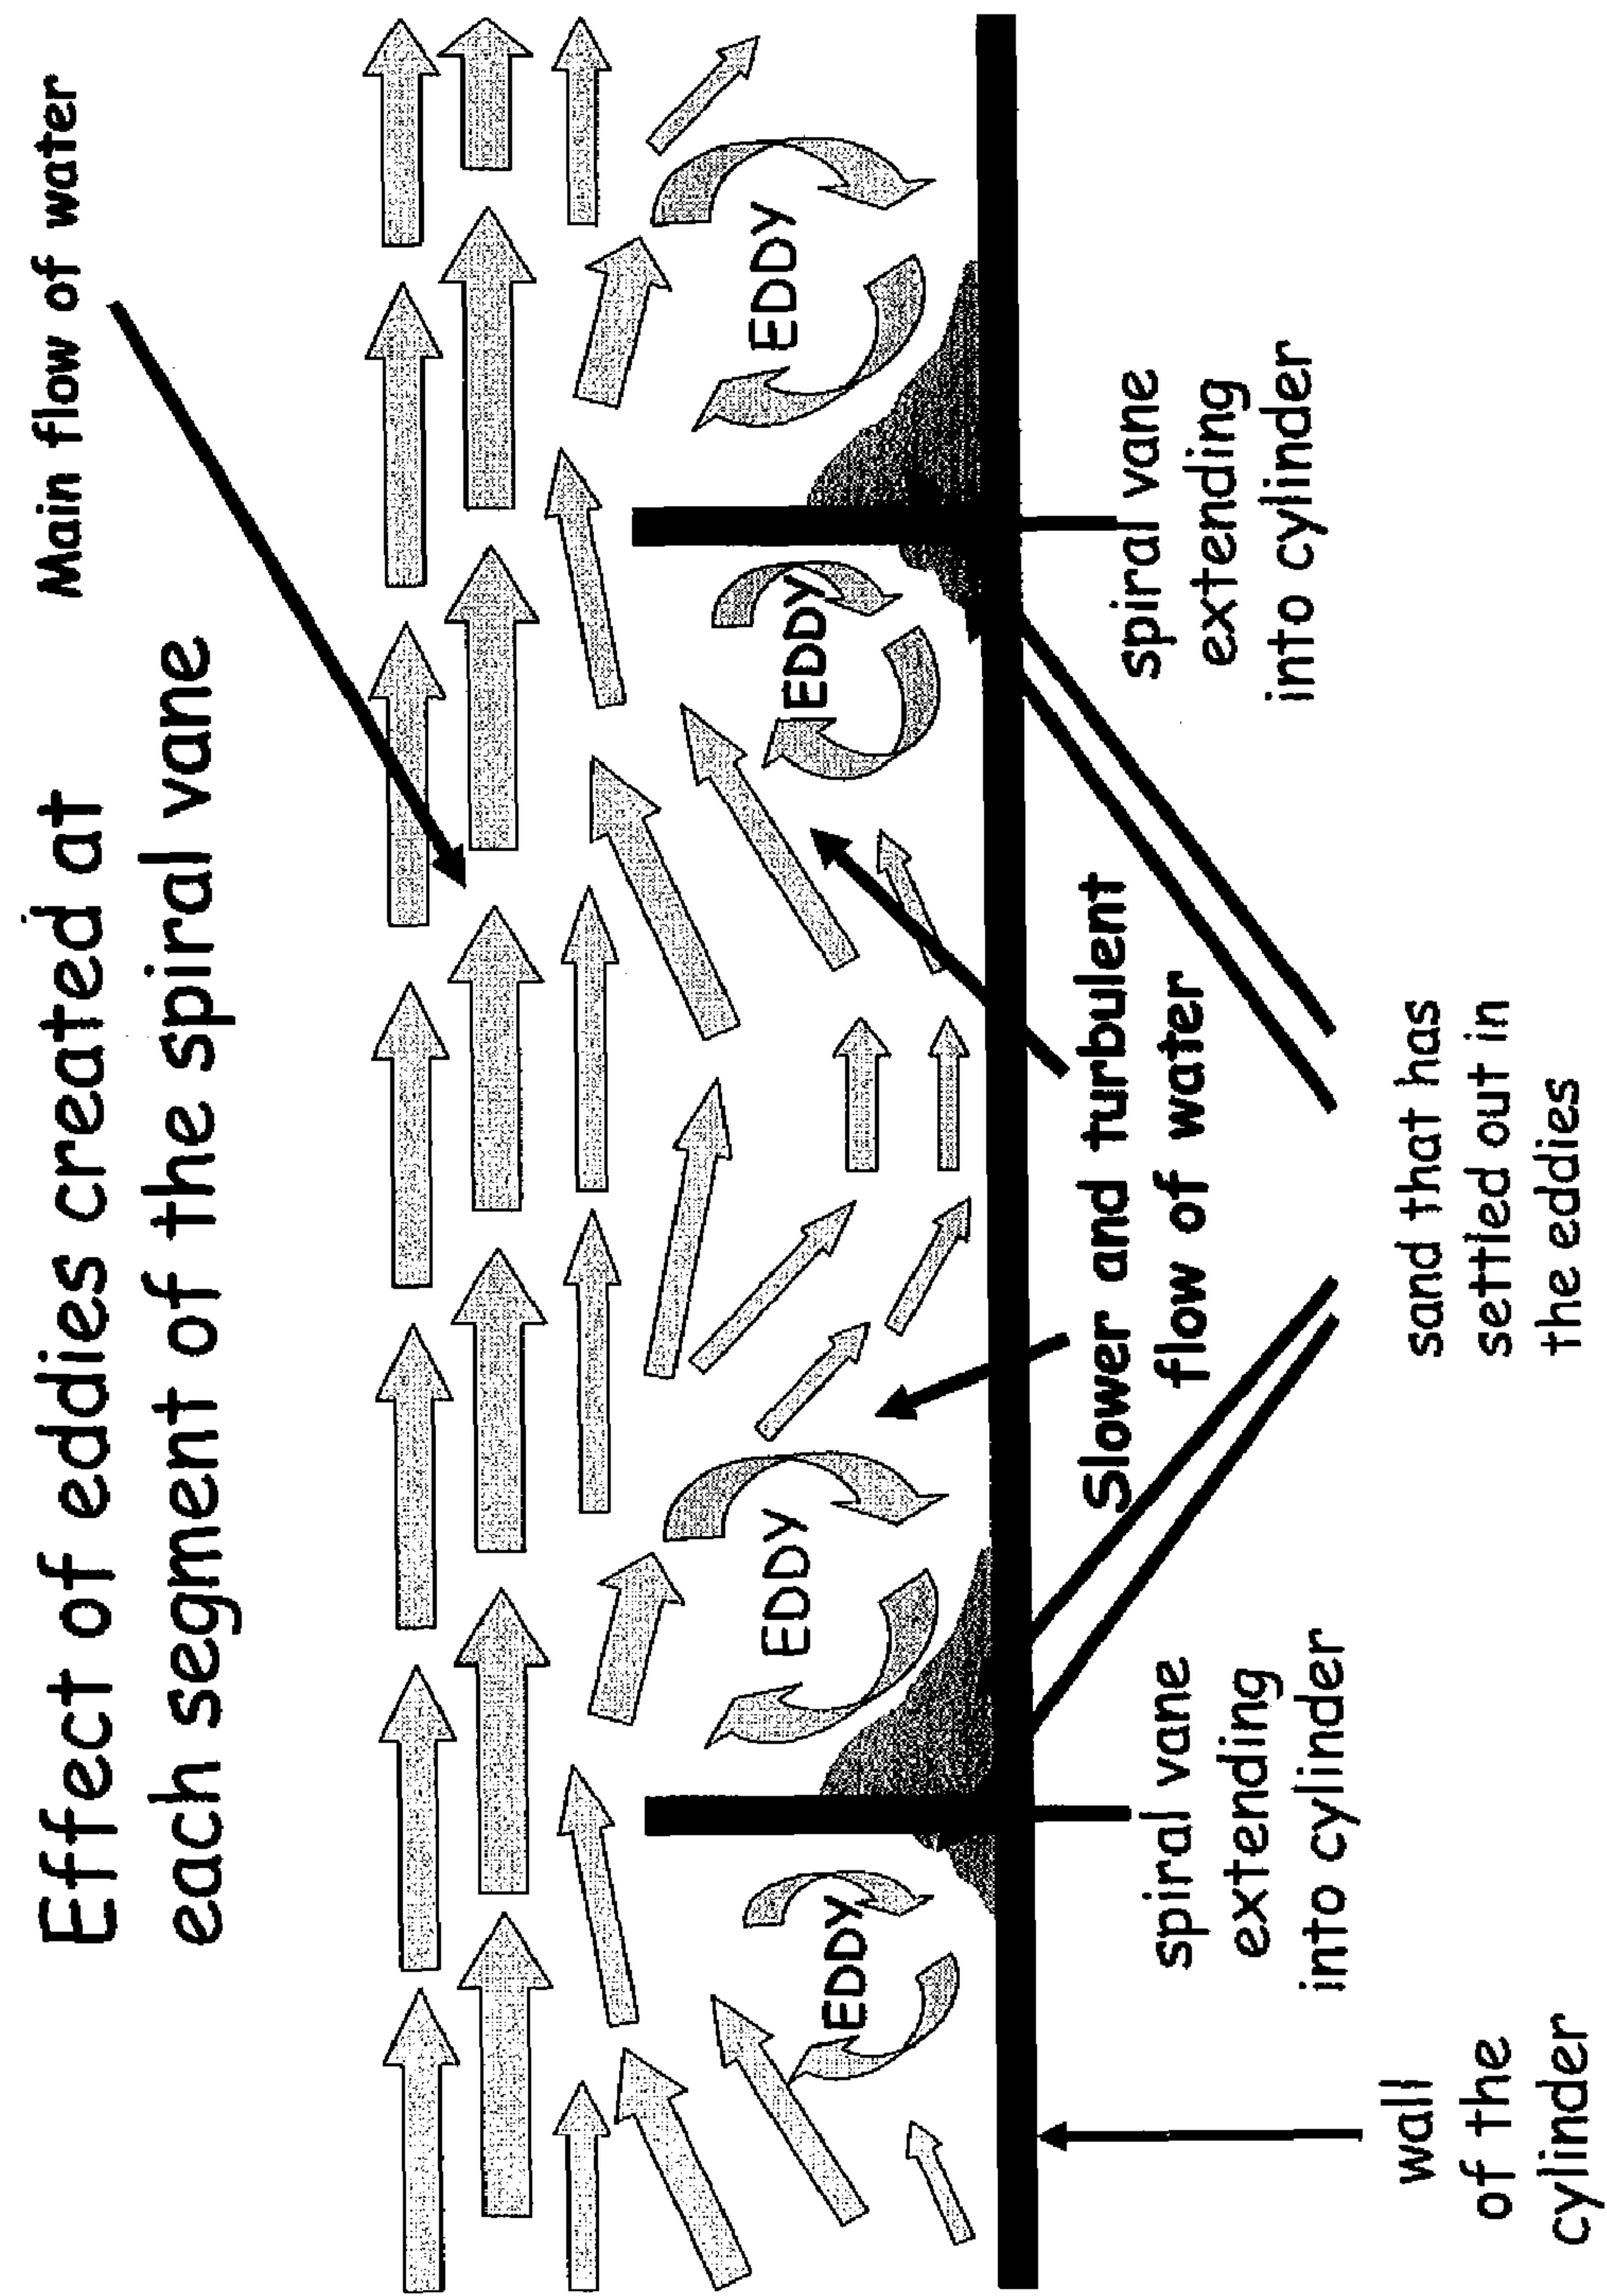 Effect of eddies created at
each segment of the spiral vane
Main flow of water
EDDY
EDDY
EDDY
EDDY
Slower and turbulent
flow of water
wall
of the
cylinder
spiral vane
extending
into cylinder
sand that has
settled out in
the eddies
spiral vane
extending
into cylinder